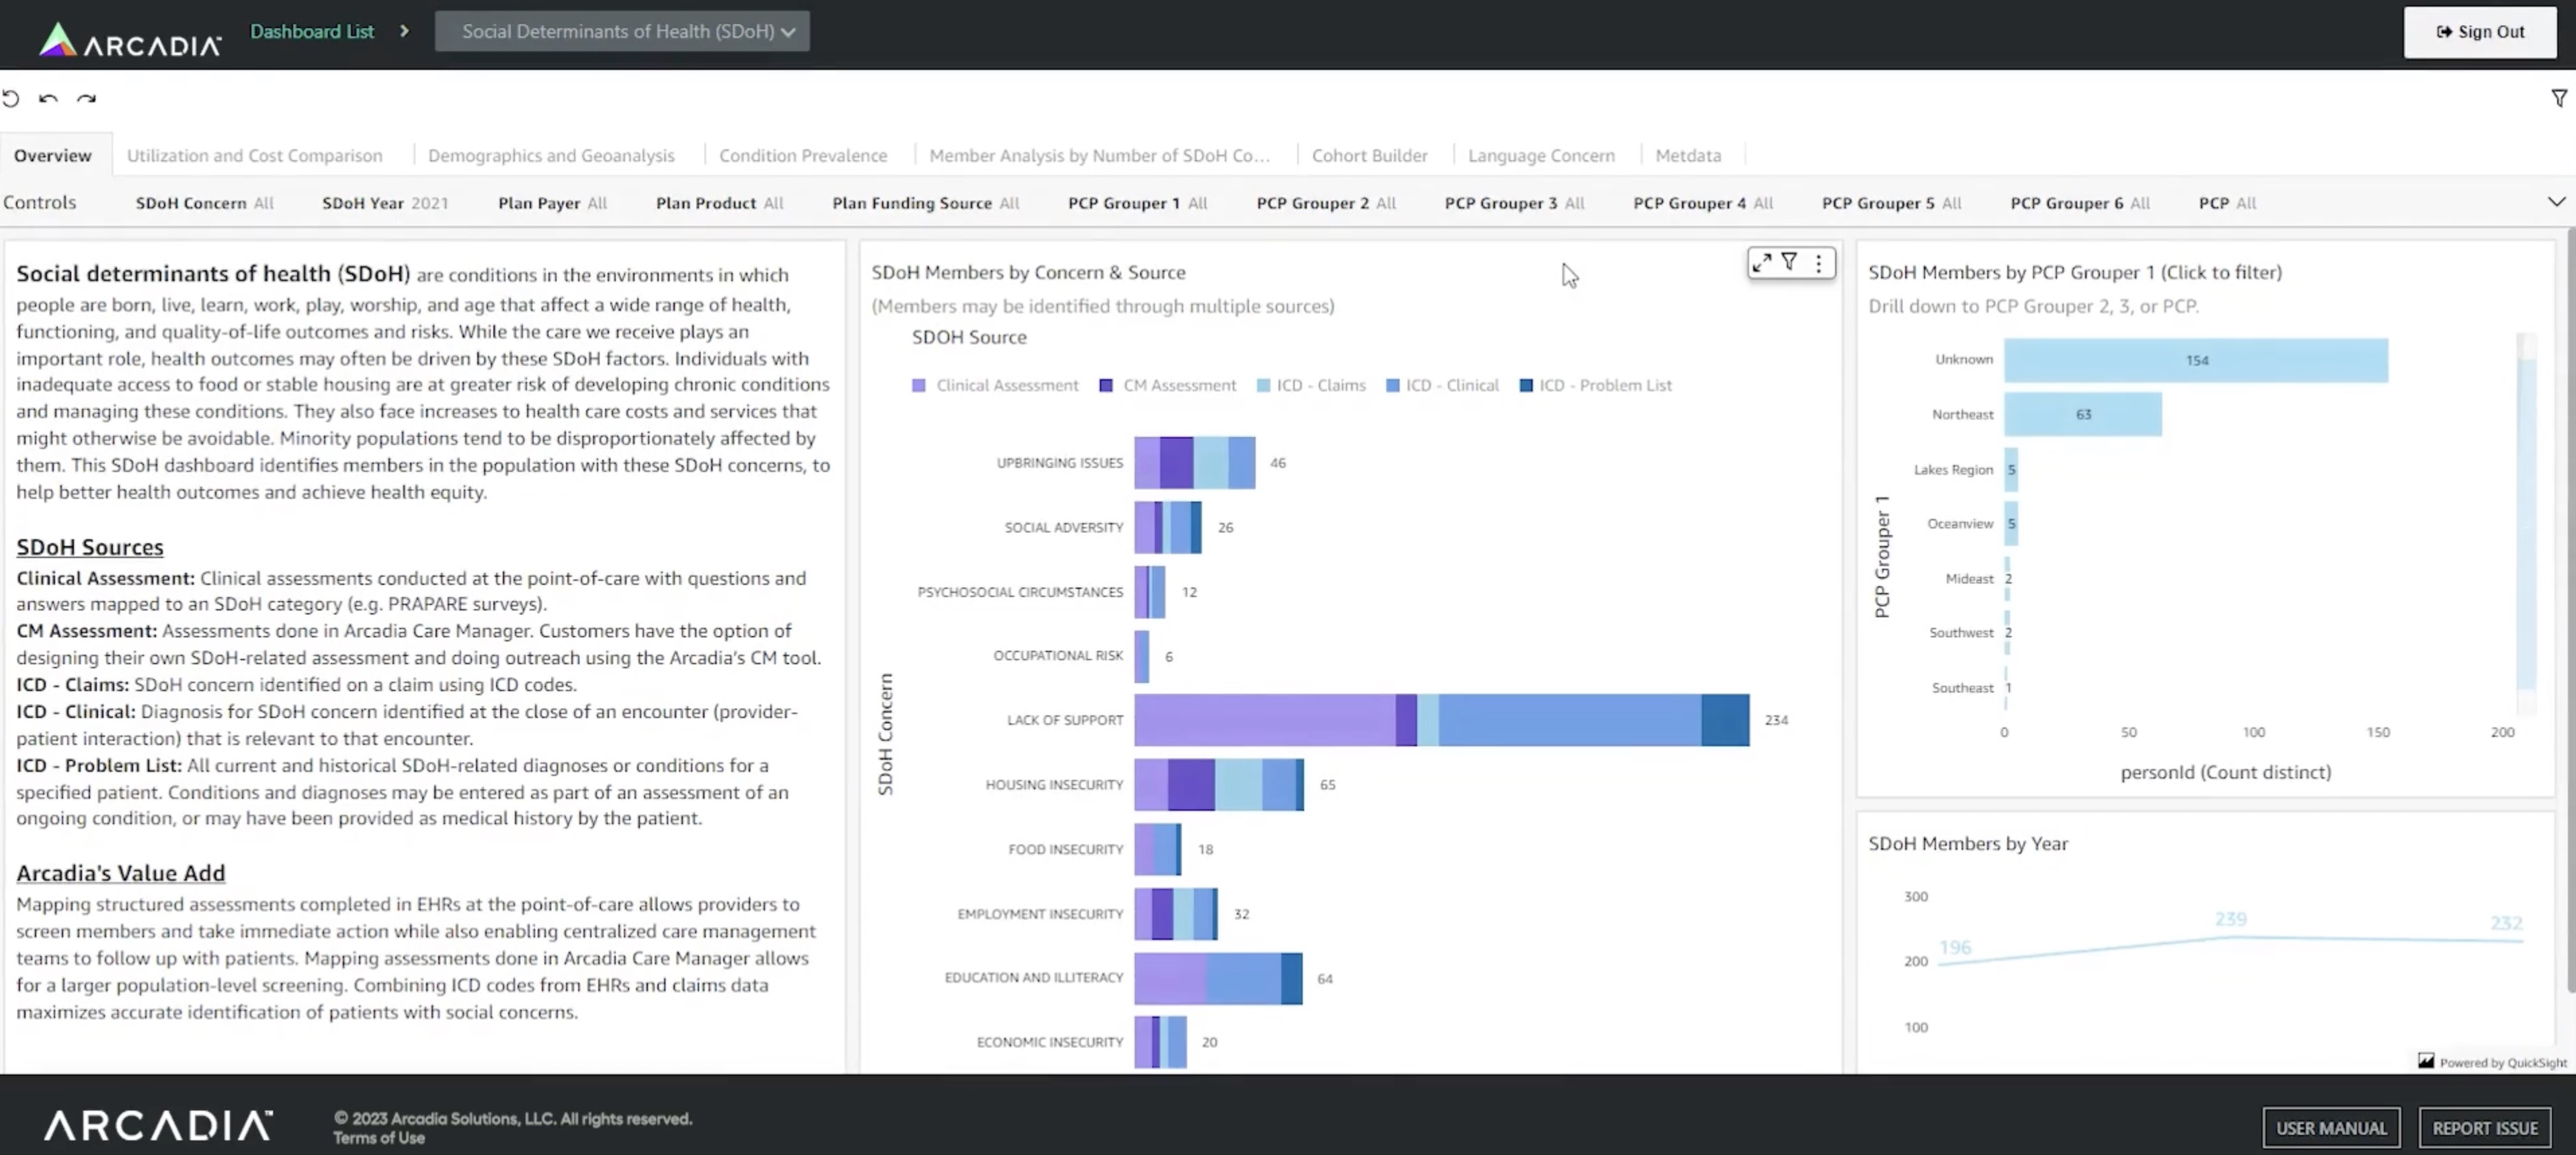 ARCADIA™
Dashboard List
Social Determinants of Health (SDoH)
Sign Out
Overview
Utilization and Cost Comparison
Demographics and Geoanalysis
Condition Prevalence
Member Analysis by Number of SDoH Co...
Cohort Builder
Language Concern
Metdata
Controls
SDoH Concern All
SDoH Year 2021
Plan Payer All
Plan Product All
Plan Funding Source All
PCP Grouper 1 All
PCP Grouper 2 All
PCP Grouper 3 All
PCP Grouper 4 All
PCP Grouper 5 All
PCP Grouper 6 All
PCP All
Social determinants of health (SDoH) are conditions in the environments in which
people are born, live, learn, work, play, worship, and age that affect a wide range of health,
functioning, and quality-of-life outcomes and risks. While the care we receive plays an
important role, health outcomes may often be driven by these SDoH factors. Individuals with
inadequate access to food or stable housing are at greater risk of developing chronic conditions
and managing these conditions. They also face increases to health care costs and services that
might otherwise be avoidable. Minority populations tend to be disproportionately affected by
them. This SDoH dashboard identifies members in the population with these SDoH concerns, to
help better health outcomes and achieve health equity.
SDoH Sources
Clinical Assessment: Clinical assessments conducted at the point-of-care with questions and
answers mapped to an SDoH category (e.g. PRAPARE surveys).
CM Assessment: Assessments done in Arcadia Care Manager. Customers have the option of
designing their own SDoH-related assessment and doing outreach using the Arcadia's CM tool.
ICD - Claims: SDoH concern identified on a claim using ICD codes.
ICD - Clinical: Diagnosis for SDoH concern identified at the close of an encounter (provider-
patient interaction) that is relevant to that encounter.
ICD - Problem List: All current and historical SDoH-related diagnoses or conditions for a
specified patient. Conditions and diagnoses may be entered as part of an assessment of an
ongoing condition, or may have been provided as medical history by the patient.
Arcadia's Value Add
Mapping structured assessments completed in EHRs at the point-of-care allows providers to
screen members and take immediate action while also enabling centralized care management
teams to follow up with patients. Mapping assessments done in Arcadia Care Manager allows
for a larger population-level screening. Combining ICD codes from EHRs and claims data
maximizes accurate identification of patients with social concerns.
SDoH Members by Concern & Source
(Members may be identified through multiple sources)
SDOH Source
Clinical Assessment
CM Assessment
ICD - Claims
ICD - Clinical
ICD - Problem List
SDoH Concern
UPBRINGING ISSUES 46
SOCIAL ADVERSITY 26
PSYCHOSOCIAL CIRCUMSTANCES 12
OCCUPATIONAL RISK 6
LACK OF SUPPORT 234
HOUSING INSECURITY 65
FOOD INSECURITY 18
EMPLOYMENT INSECURITY 32
EDUCATION AND ILLITERACY 64
ECONOMIC INSECURITY 20
SDoH Members by PCP Grouper 1 (Click to filter)
Drill down to PCP Grouper 2, 3, or PCP.
PCP Grouper 1
Unknown 154
Northeast 63
Lakes Region 5
Oceanview 5
Mideast 2
Southwest 2
Southeast 1
0 50 100 150 200
personId (Count distinct)
SDoH Members by Year
300
200
100
196
239
232
Powered by QuickSight
ARCADIA™
© 2023 Arcadia Solutions, LLC. All rights reserved.
Terms of Use
USER MANUAL
REPORT ISSUE